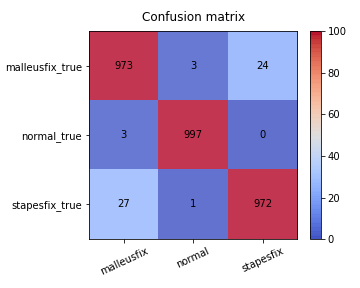 Confusion matrix
malleusfix_true 973 3 24
normal_true 3 997 0
stapesfix_true 27 1 972
malleusfix normal stapesfix
100
80
60
40
20
0